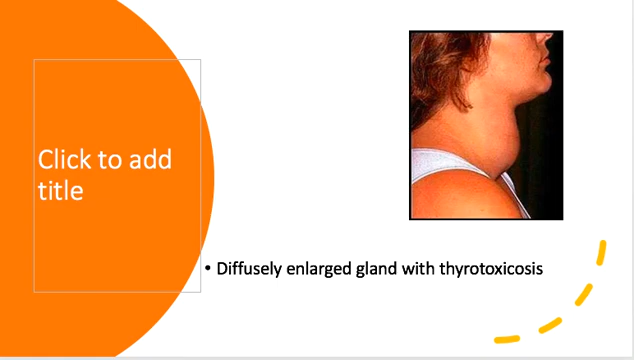 Click to add
title
• Diffusely enlarged gland with thyrotoxicosis